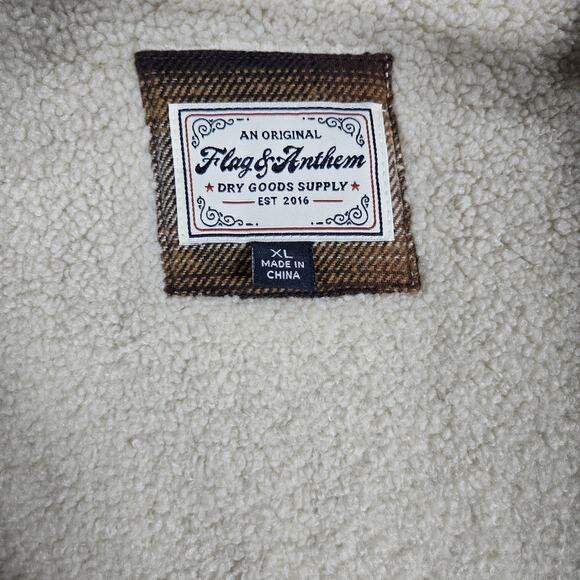 AN ORIGINAL
Flag & Anthem
★ DRY GOODS SUPPLY ★
EST 2016
XL
MADE IN
CHINA